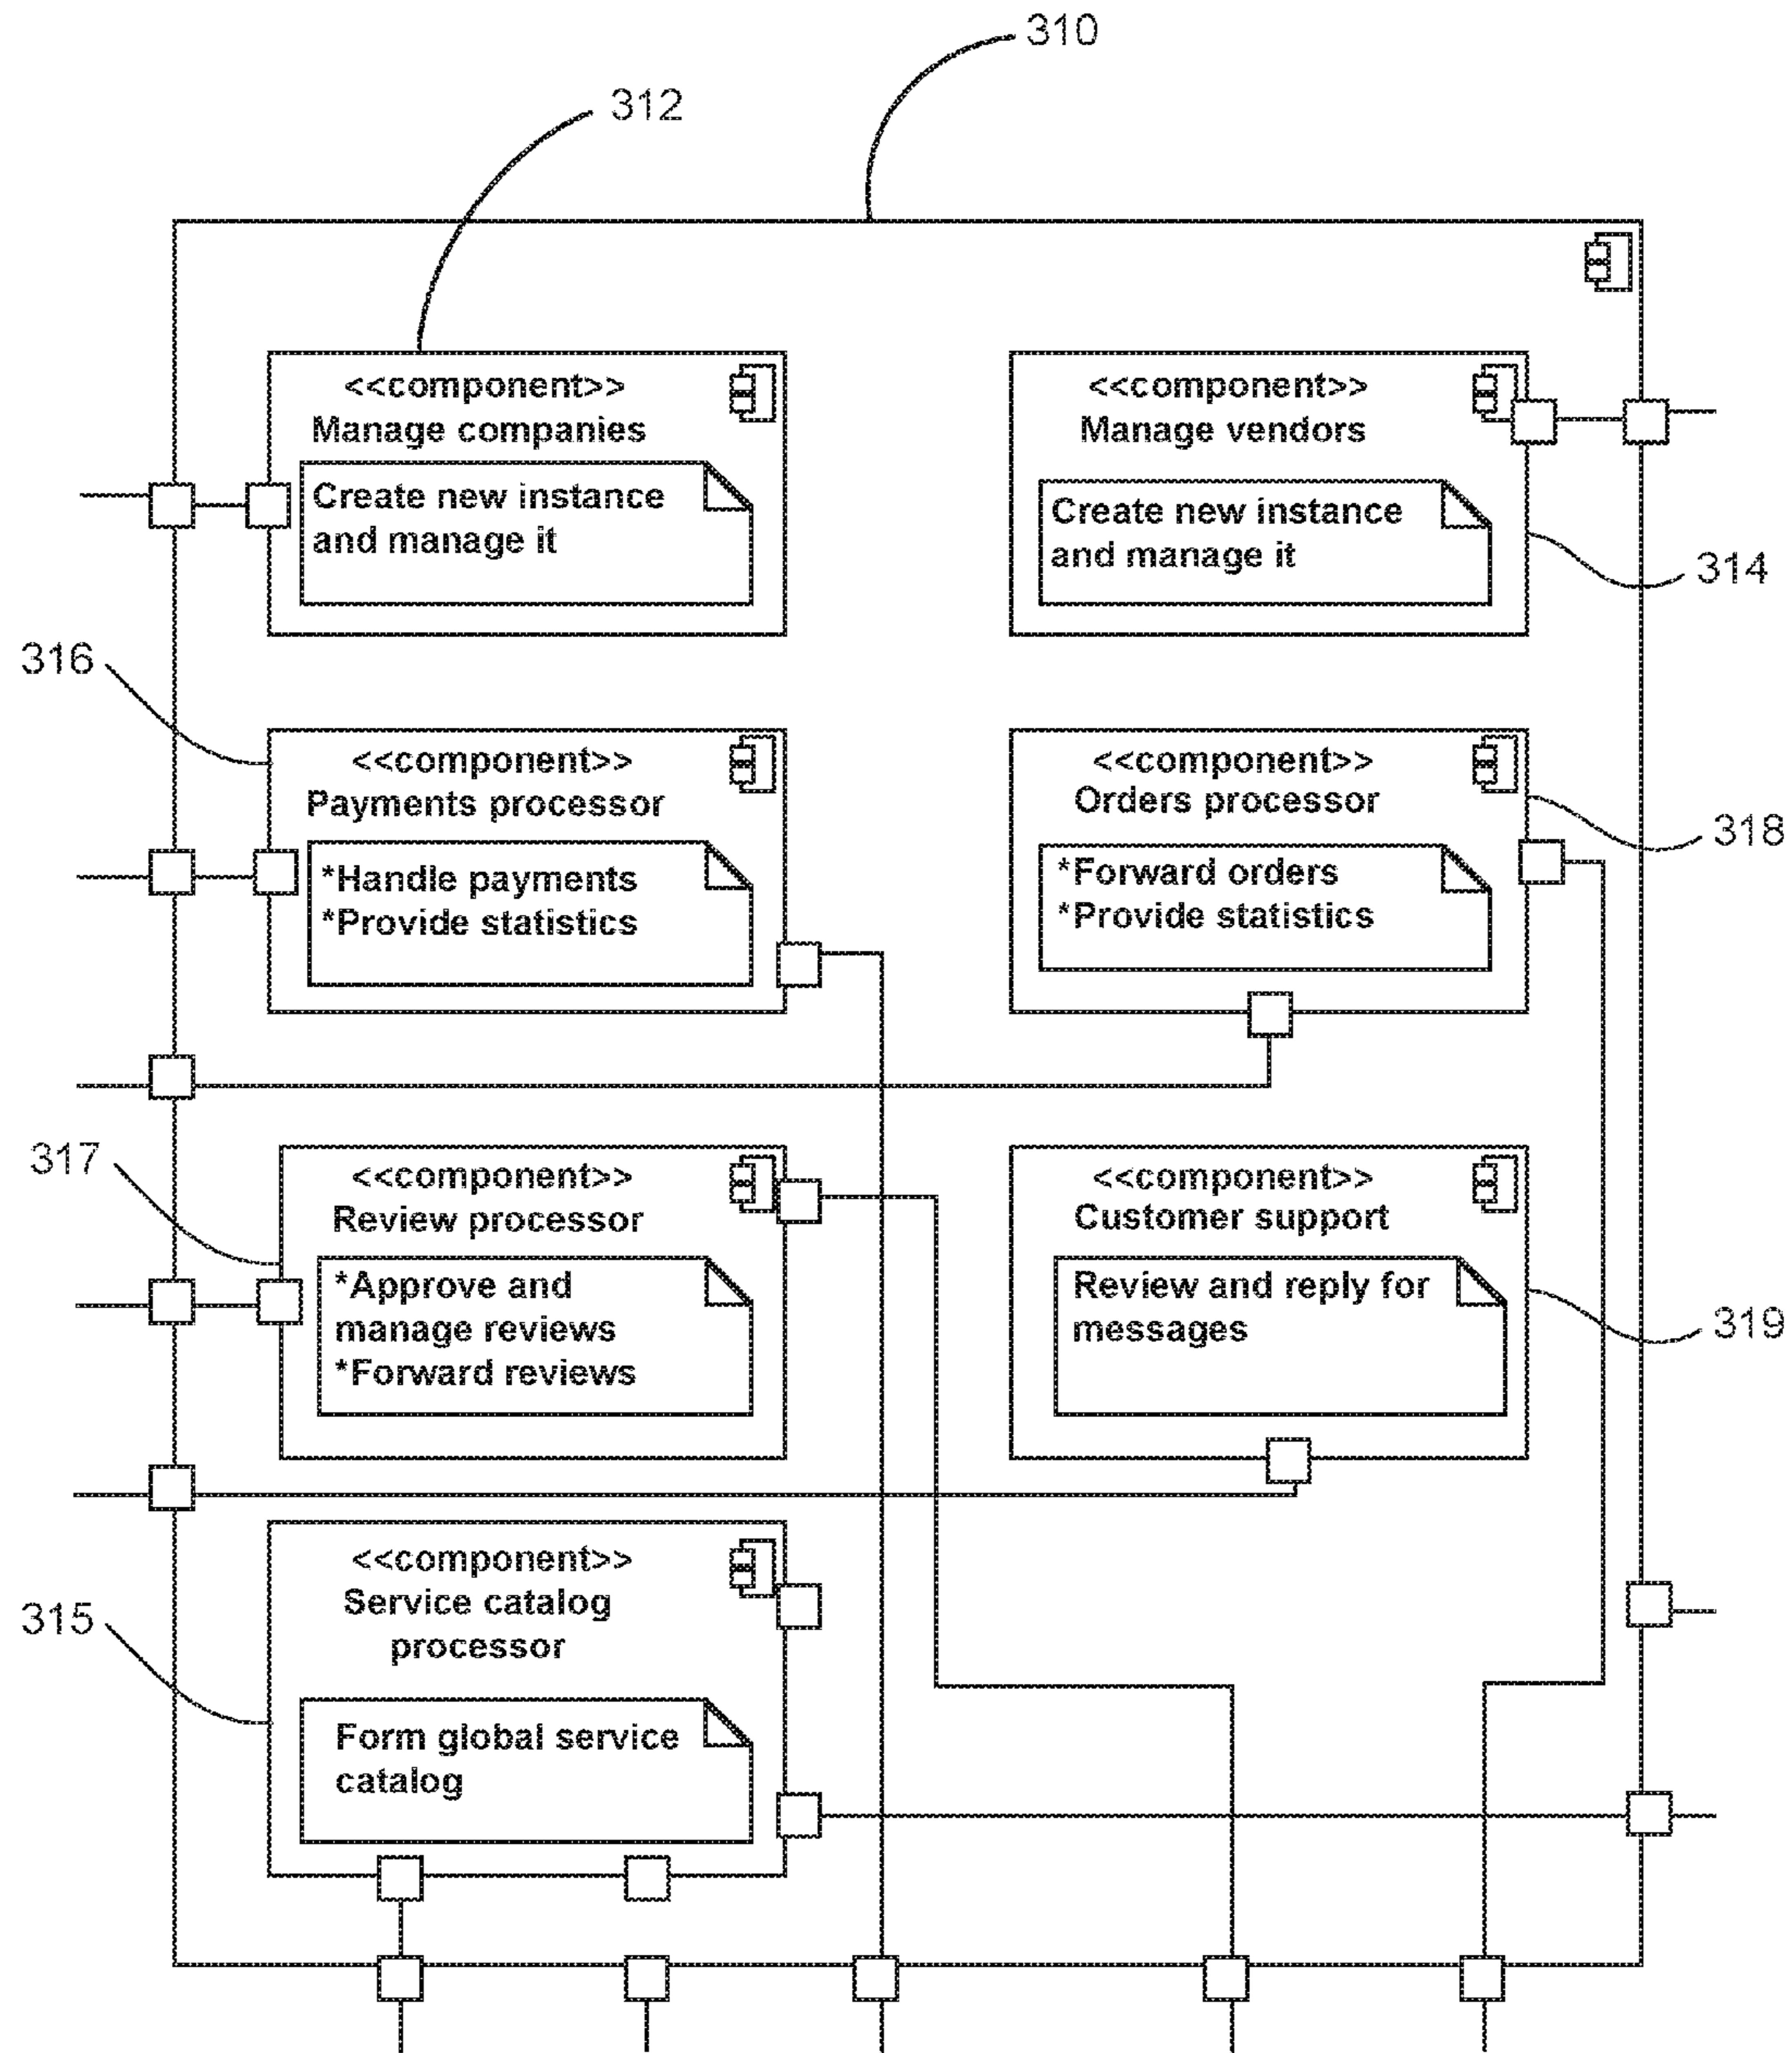 310
312
<<component>>
Manage companies
Create new instance
and manage it
<<component>>
Manage vendors
Create new instance
and manage it
314
316
<<component>>
Payments processor
*Handle payments
*Provide statistics
<<component>>
Orders processor
*Forward orders
*Provide statistics
318
317
<<component>>
Review processor
*Approve and
manage reviews
*Forward reviews
<<component>>
Customer support
Review and reply for
messages
319
315
<<component>>
Service catalog
processor
Form global service
catalog